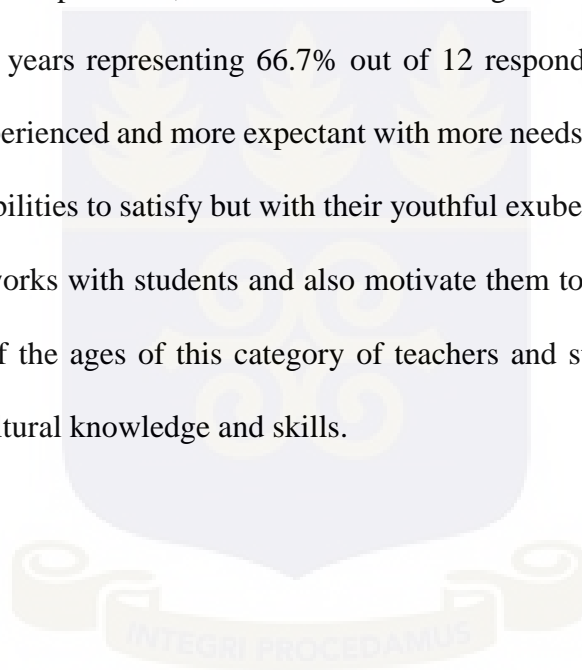 years representing 66.7% out of 12 respond
erienced and more expectant with more needs
bilities to satisfy but with their youthful exube
works with students and also motivate them to
f the ages of this category of teachers and s
ltural knowledge and skills.
INTEGRI PROCEDAMUS